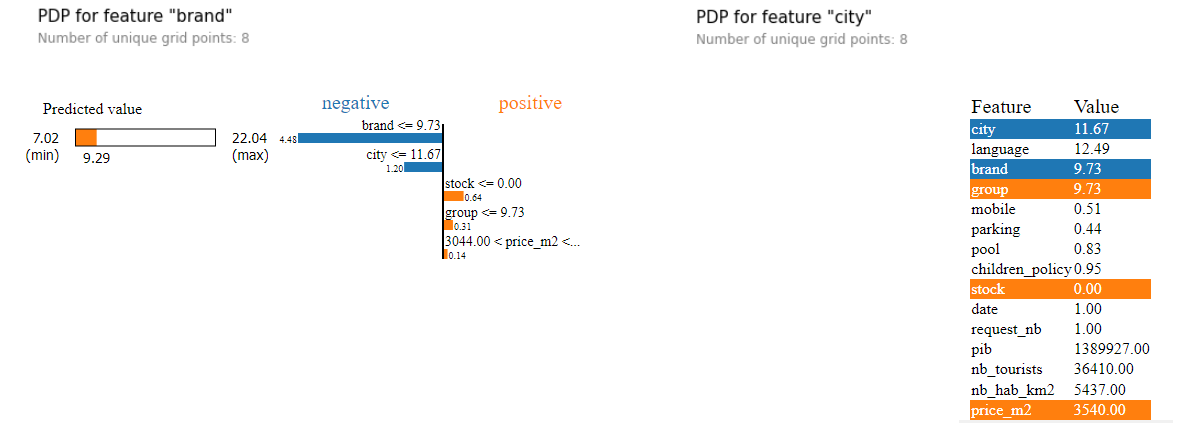 PDP for feature "brand"
Number of unique grid points: 8
PDP for feature "city"
Number of unique grid points: 8
Predicted value
7.02
(min)
22.04
(max)
9.29
negative
positive
brand <= 9.73
4.48
city <= 11.67
1.20
stock <= 0.00
0.64
group <= 9.73
0.31
3044.00 < price_m2 <...
0.14
Feature Value
city 11.67
language 12.49
brand 9.73
group 9.73
mobile 0.51
parking 0.44
pool 0.83
children_policy 0.95
stock 0.00
date 1.00
request_nb 1.00
pib 1389927.00
nb_tourists 36410.00
nb_hab_km2 5437.00
price_m2 3540.00